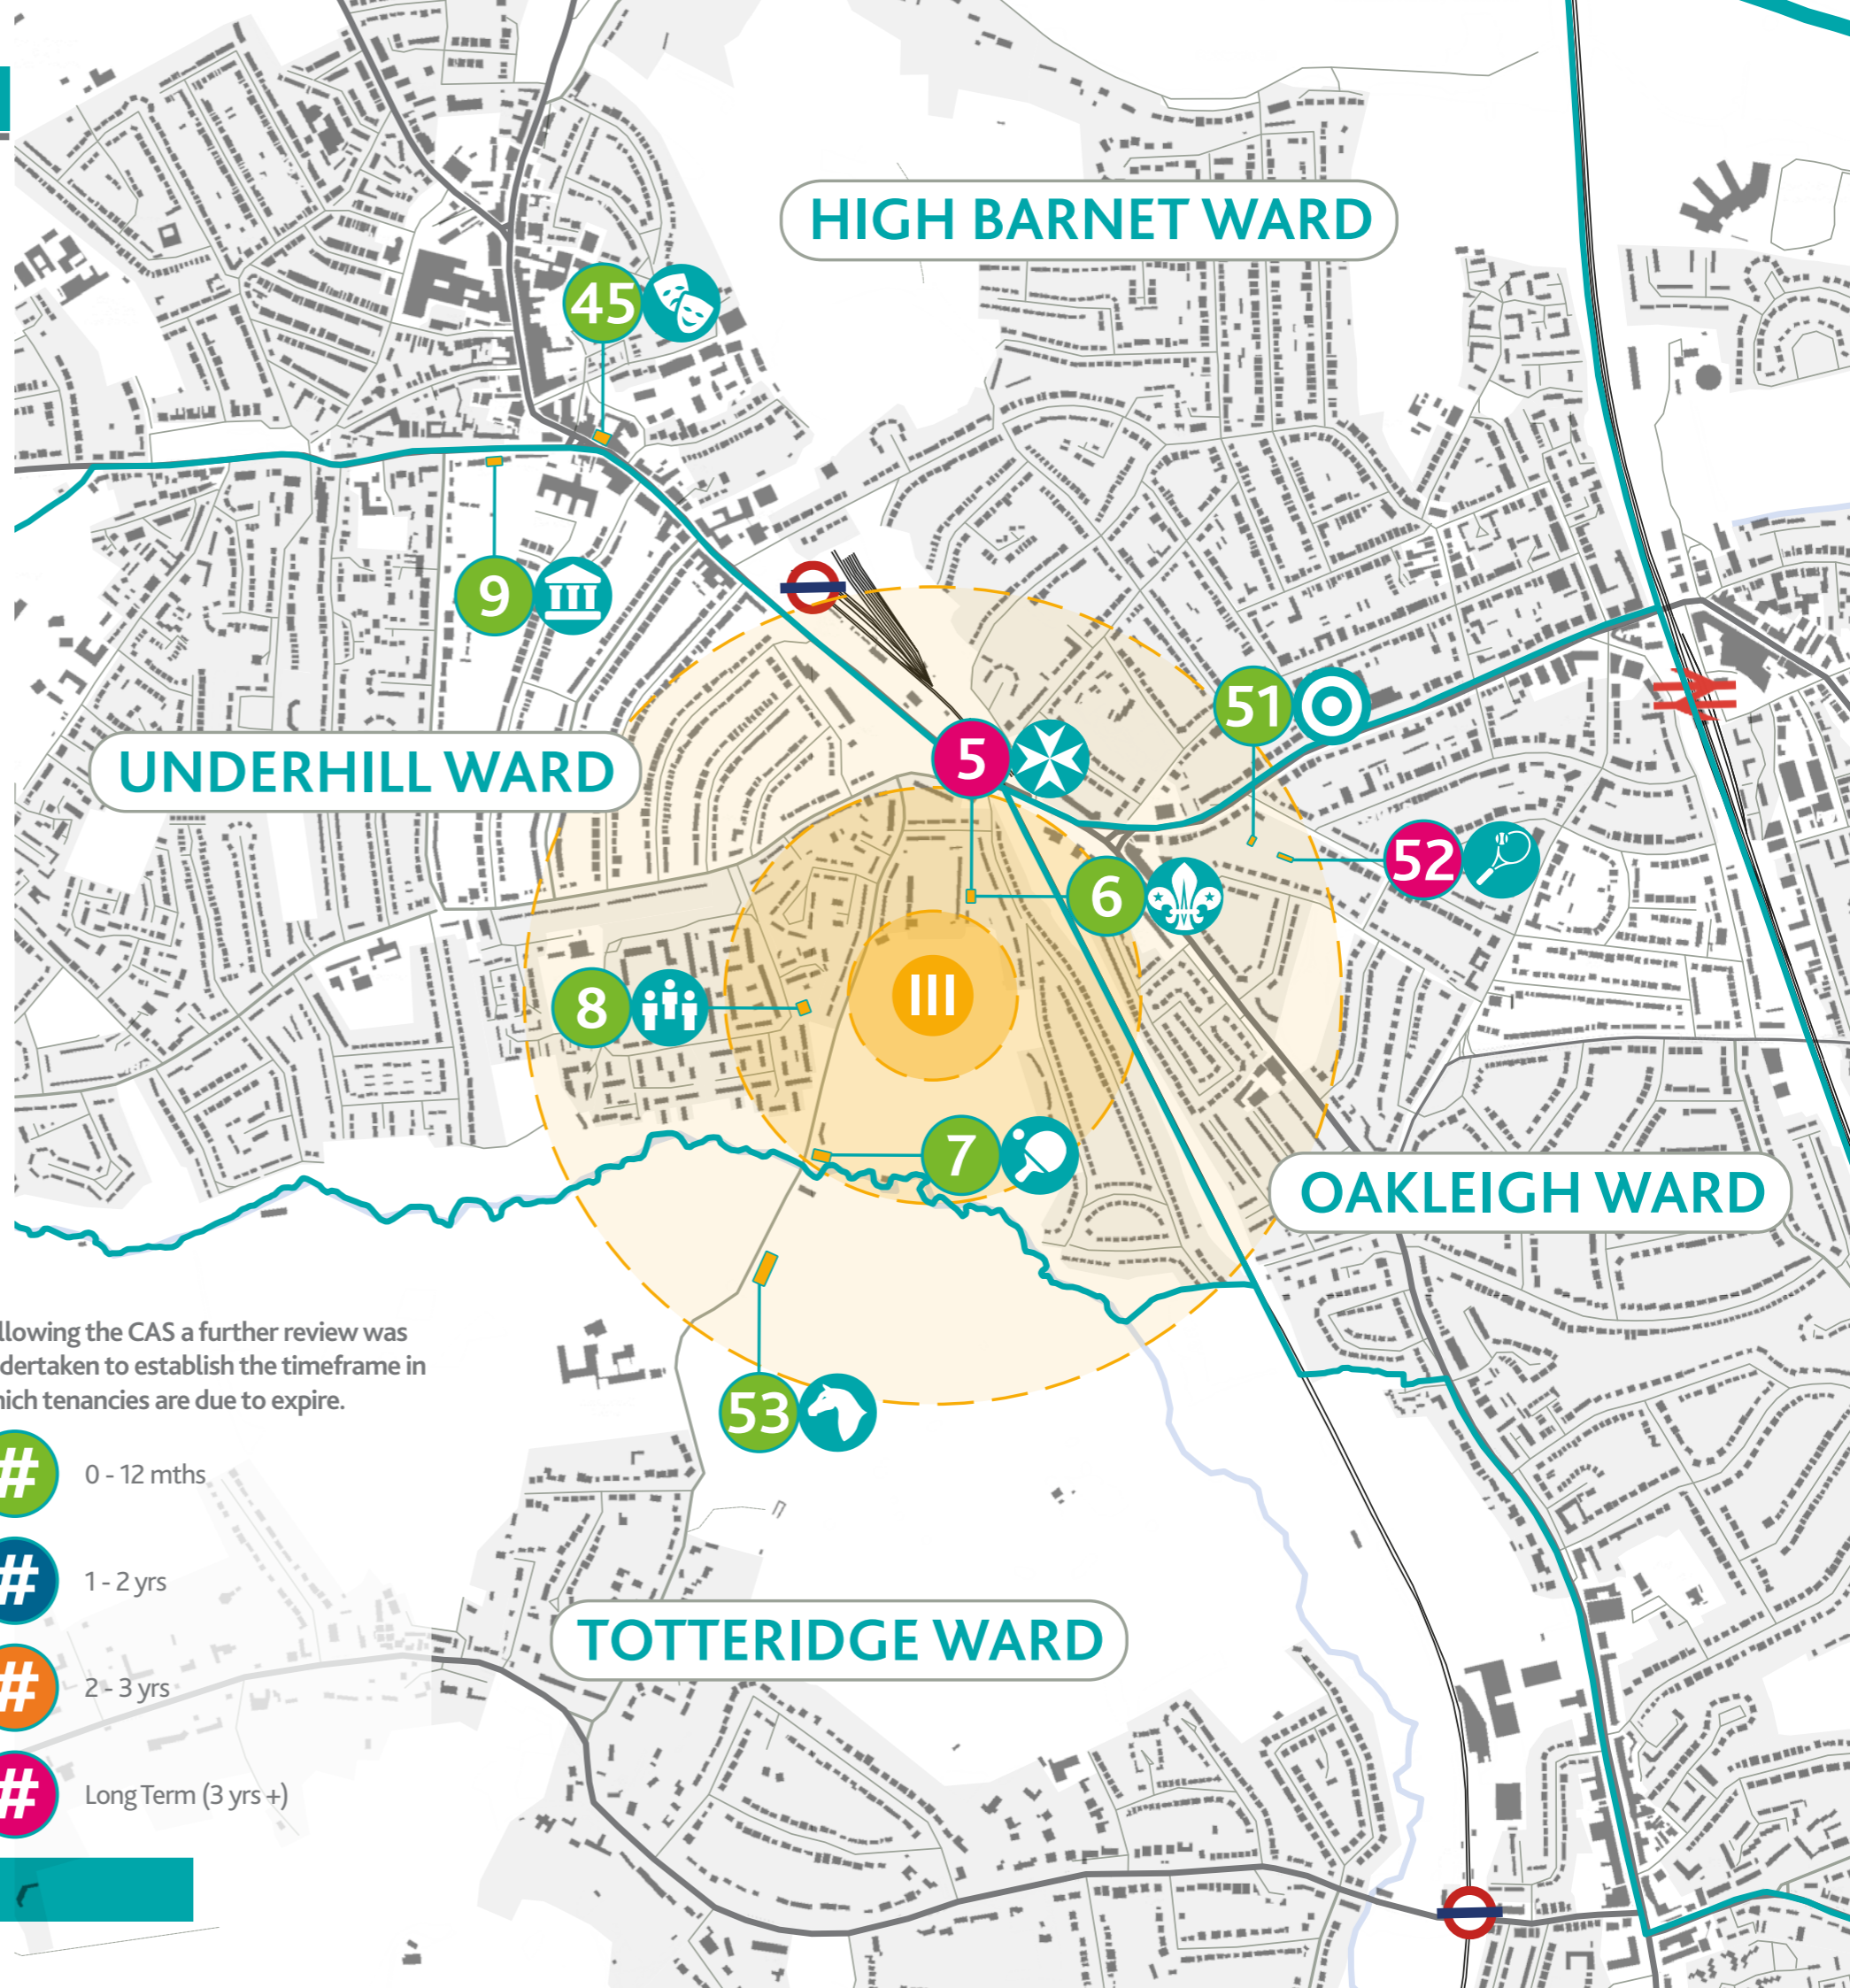 HIGH BARNET WARD
45
9
51
5
UNDERHILL WARD
52
6
8
III
7
OAKLEIGH WARD
llowing the CAS a further review was
dertaken to establish the timeframe in
hich tenancies are due to expire.
53
# 0 - 12 mths
# 1 - 2 yrs
TOTTERIDGE WARD
# 2 - 3 yrs
# Long Term (3 yrs +)